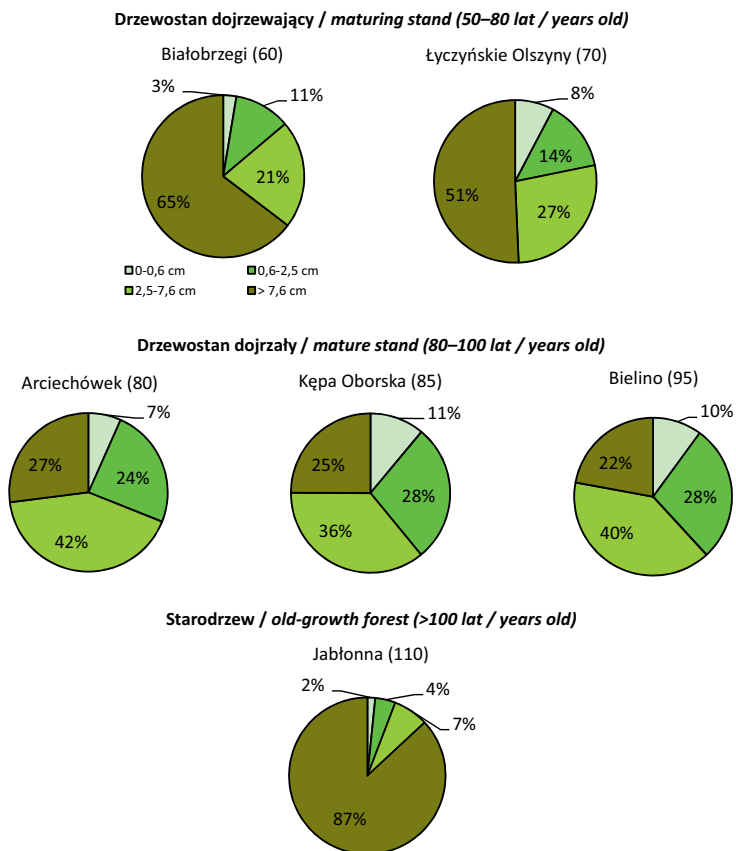 Drzewostan dojrzewający / maturing stand (50–80 lat / years old)
Białobrzegi (60)
3%
11%
21%
65%
Łyczyńskie Olszyny (70)
8%
14%
27%
51%
0-0,6 cm
0,6-2,5 cm
2,5-7,6 cm
> 7,6 cm
Drzewostan dojrzały / mature stand (80–100 lat / years old)
Arciechówek (80)
7%
24%
42%
27%
Kępa Oborska (85)
11%
28%
36%
25%
Bielino (95)
10%
28%
40%
22%
Starodrzew / old-growth forest (>100 lat / years old)
Jabłonna (110)
2%
4%
7%
87%